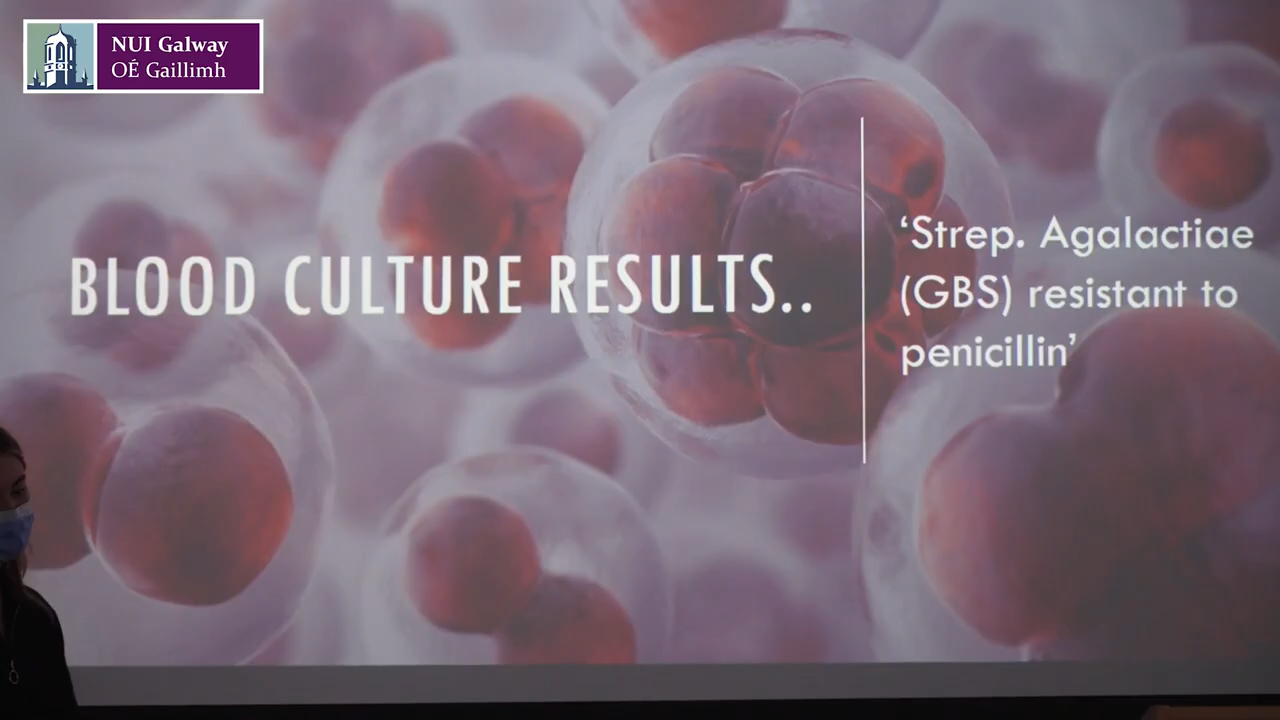 NUI Galway
OÉ Gaillimh
BLOOD CULTURE RESULTS..
‘Strep. Agalactiae
(GBS) resistant to
penicillin’